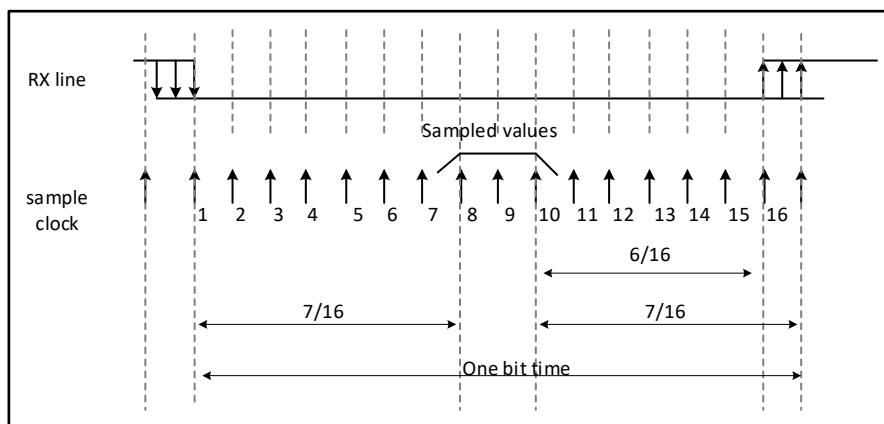 RX line
Sampled values
sample
clock
1 2 3 4 5 6 7 8 9 10 11 12 13 14 15 16
6/16
7/16 7/16
One bit time